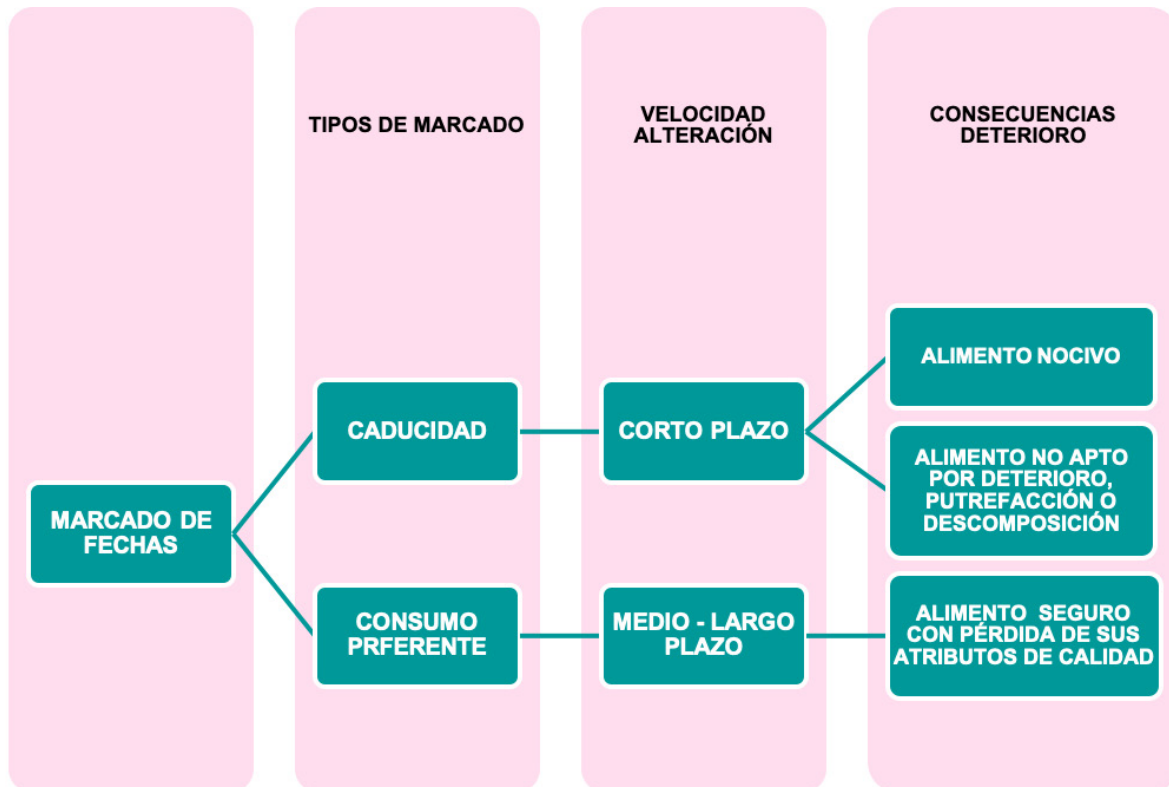 TIPOS DE MARCADO
VELOCIDAD
ALTERACIÓN
CONSECUENCIAS
DETERIORO
MARCADO DE
FECHAS
CADUCIDAD
CORTO PLAZO
ALIMENTO NOCIVO
ALIMENTO NO APTO
POR DETERIORO,
PUTREFACCIÓN O
DESCOMPOSICIÓN
CONSUMO
PRFERENTE
MEDIO - LARGO
PLAZO
ALIMENTO SEGURO
CON PÉRDIDA DE SUS
ATRIBUTOS DE CALIDAD